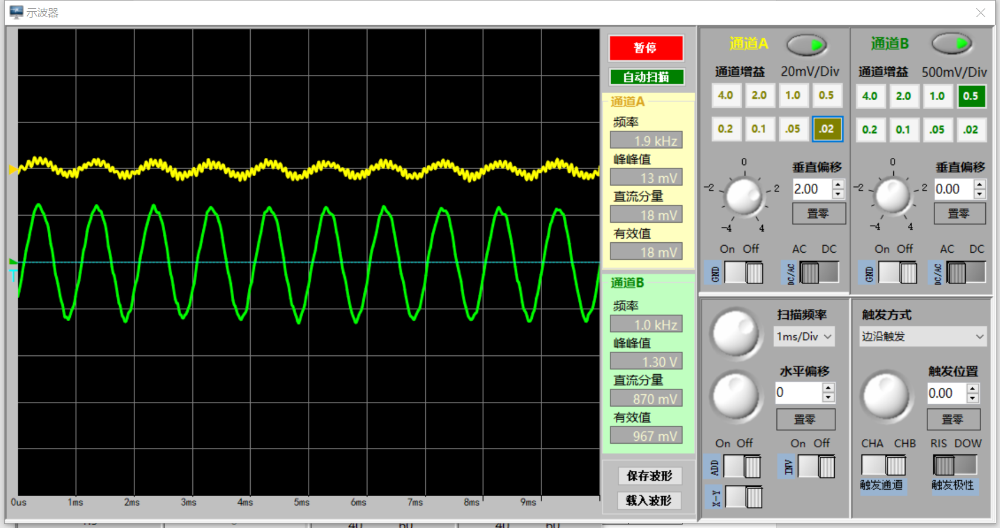 示波器
暂停
自动扫描
通道A
频率
1.9 kHz
峰峰值
13 mV
直流分量
18 mV
有效值
18 mV
通道B
频率
1.0 kHz
峰峰值
1.30 V
直流分量
870 mV
有效值
967 mV
保存波形
载入波形
T
0us 1ms 2ms 3ms 4ms 5ms 6ms 7ms 8ms 9ms
通道A
通道增益 20mV/Div
4.0 2.0 1.0 0.5
0.2 0.1 .05 .02
0
-2 2
-4 4
垂直偏移
2.00
置零
On Off AC DC
GND DC/AC
通道B
通道增益 500mV/Div
4.0 2.0 1.0 0.5
0.2 0.1 .05 .02
0
-2 2
-4 4
垂直偏移
0.00
置零
On Off AC DC
GND DC/AC
扫描频率
1ms/Div
水平偏移
0
置零
On Off On Off
ADD INV
X-Y
触发方式
边沿触发
触发位置
0.00
置零
CHA CHB RIS DOW
触发通道 触发极性